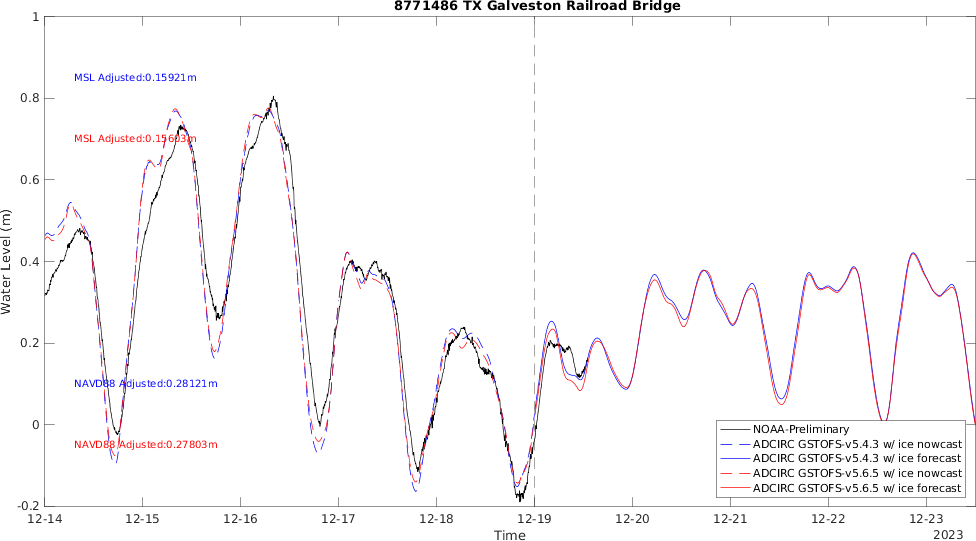 8771486 TX Galveston Railroad Bridge
1
0.8
0.6
0.4
0.2
0
-0.2
Water Level (m)
MSL Adjusted:0.15921m
MSL Adjusted:0.15603m
NAVD88 Adjusted:0.28121m
NAVD88 Adjusted:0.27803m
NOAA-Preliminary
ADCIRC GSTOFS-v5.4.3 w/ ice nowcast
ADCIRC GSTOFS-v5.4.3 w/ ice forecast
ADCIRC GSTOFS-v5.6.5 w/ ice nowcast
ADCIRC GSTOFS-v5.6.5 w/ ice forecast
12-14 12-15 12-16 12-17 12-18 12-19 12-20 12-21 12-22 12-23
Time
2023